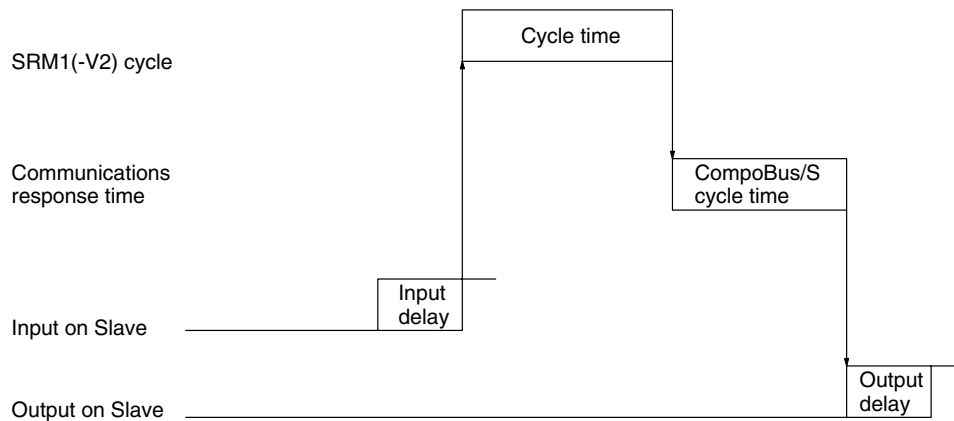 Cycle time
SRM1(-V2) cycle
Communications
response time
CompoBus/S
cycle time
Input
delay
Input on Slave
Output
delay
Output on Slave